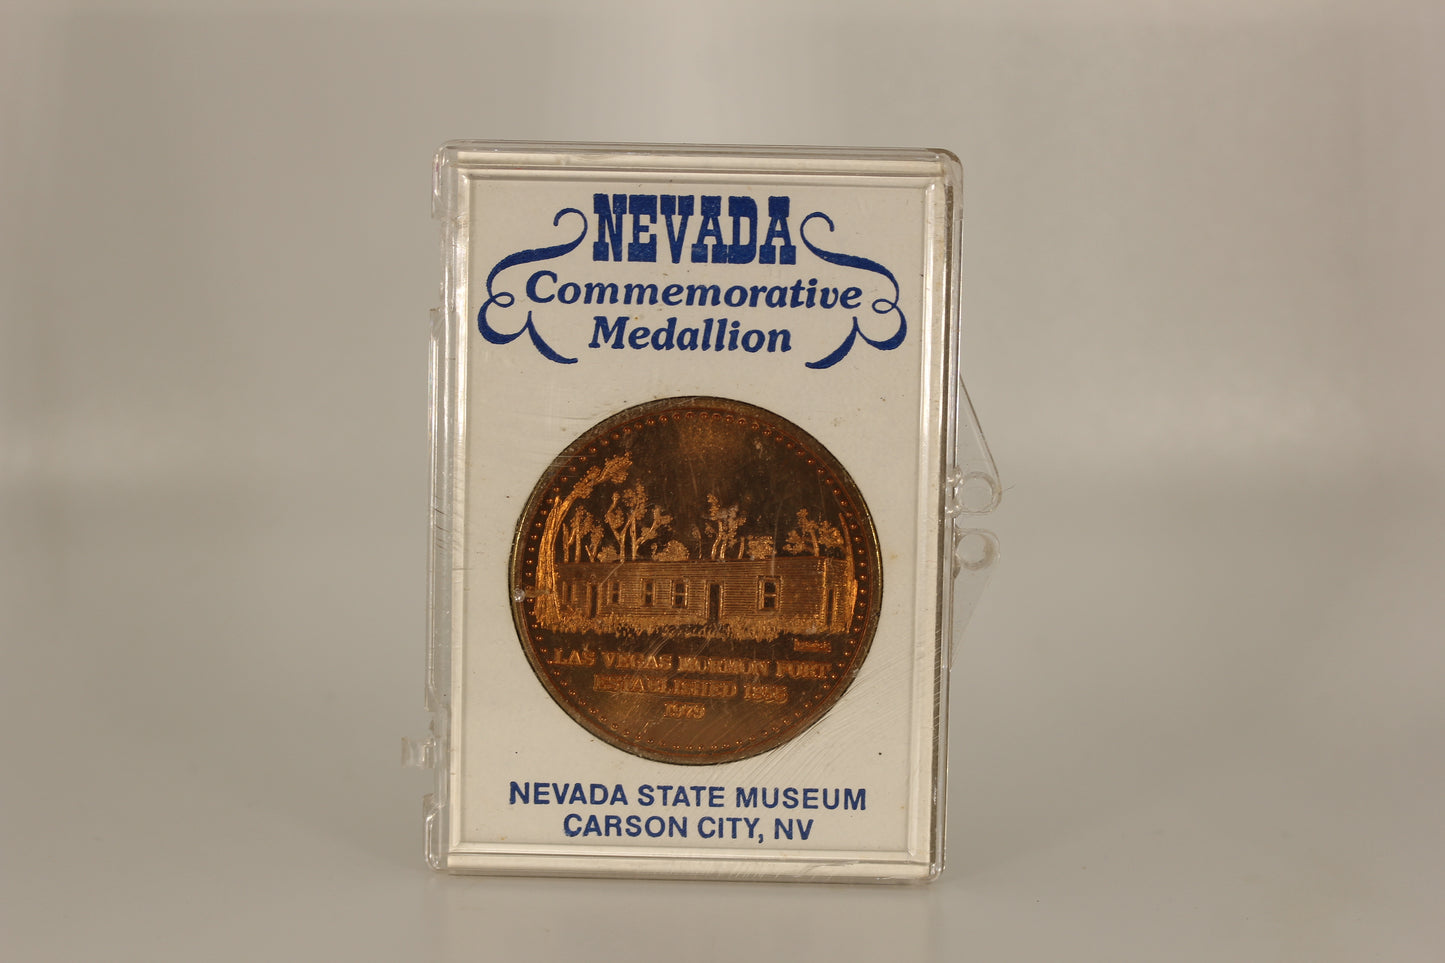 NEVADA
Commemorative
Medallion
LAS VEGAS MORMON FORT
ESTABLISHED 1855
1979
NEVADA STATE MUSEUM
CARSON CITY, NV